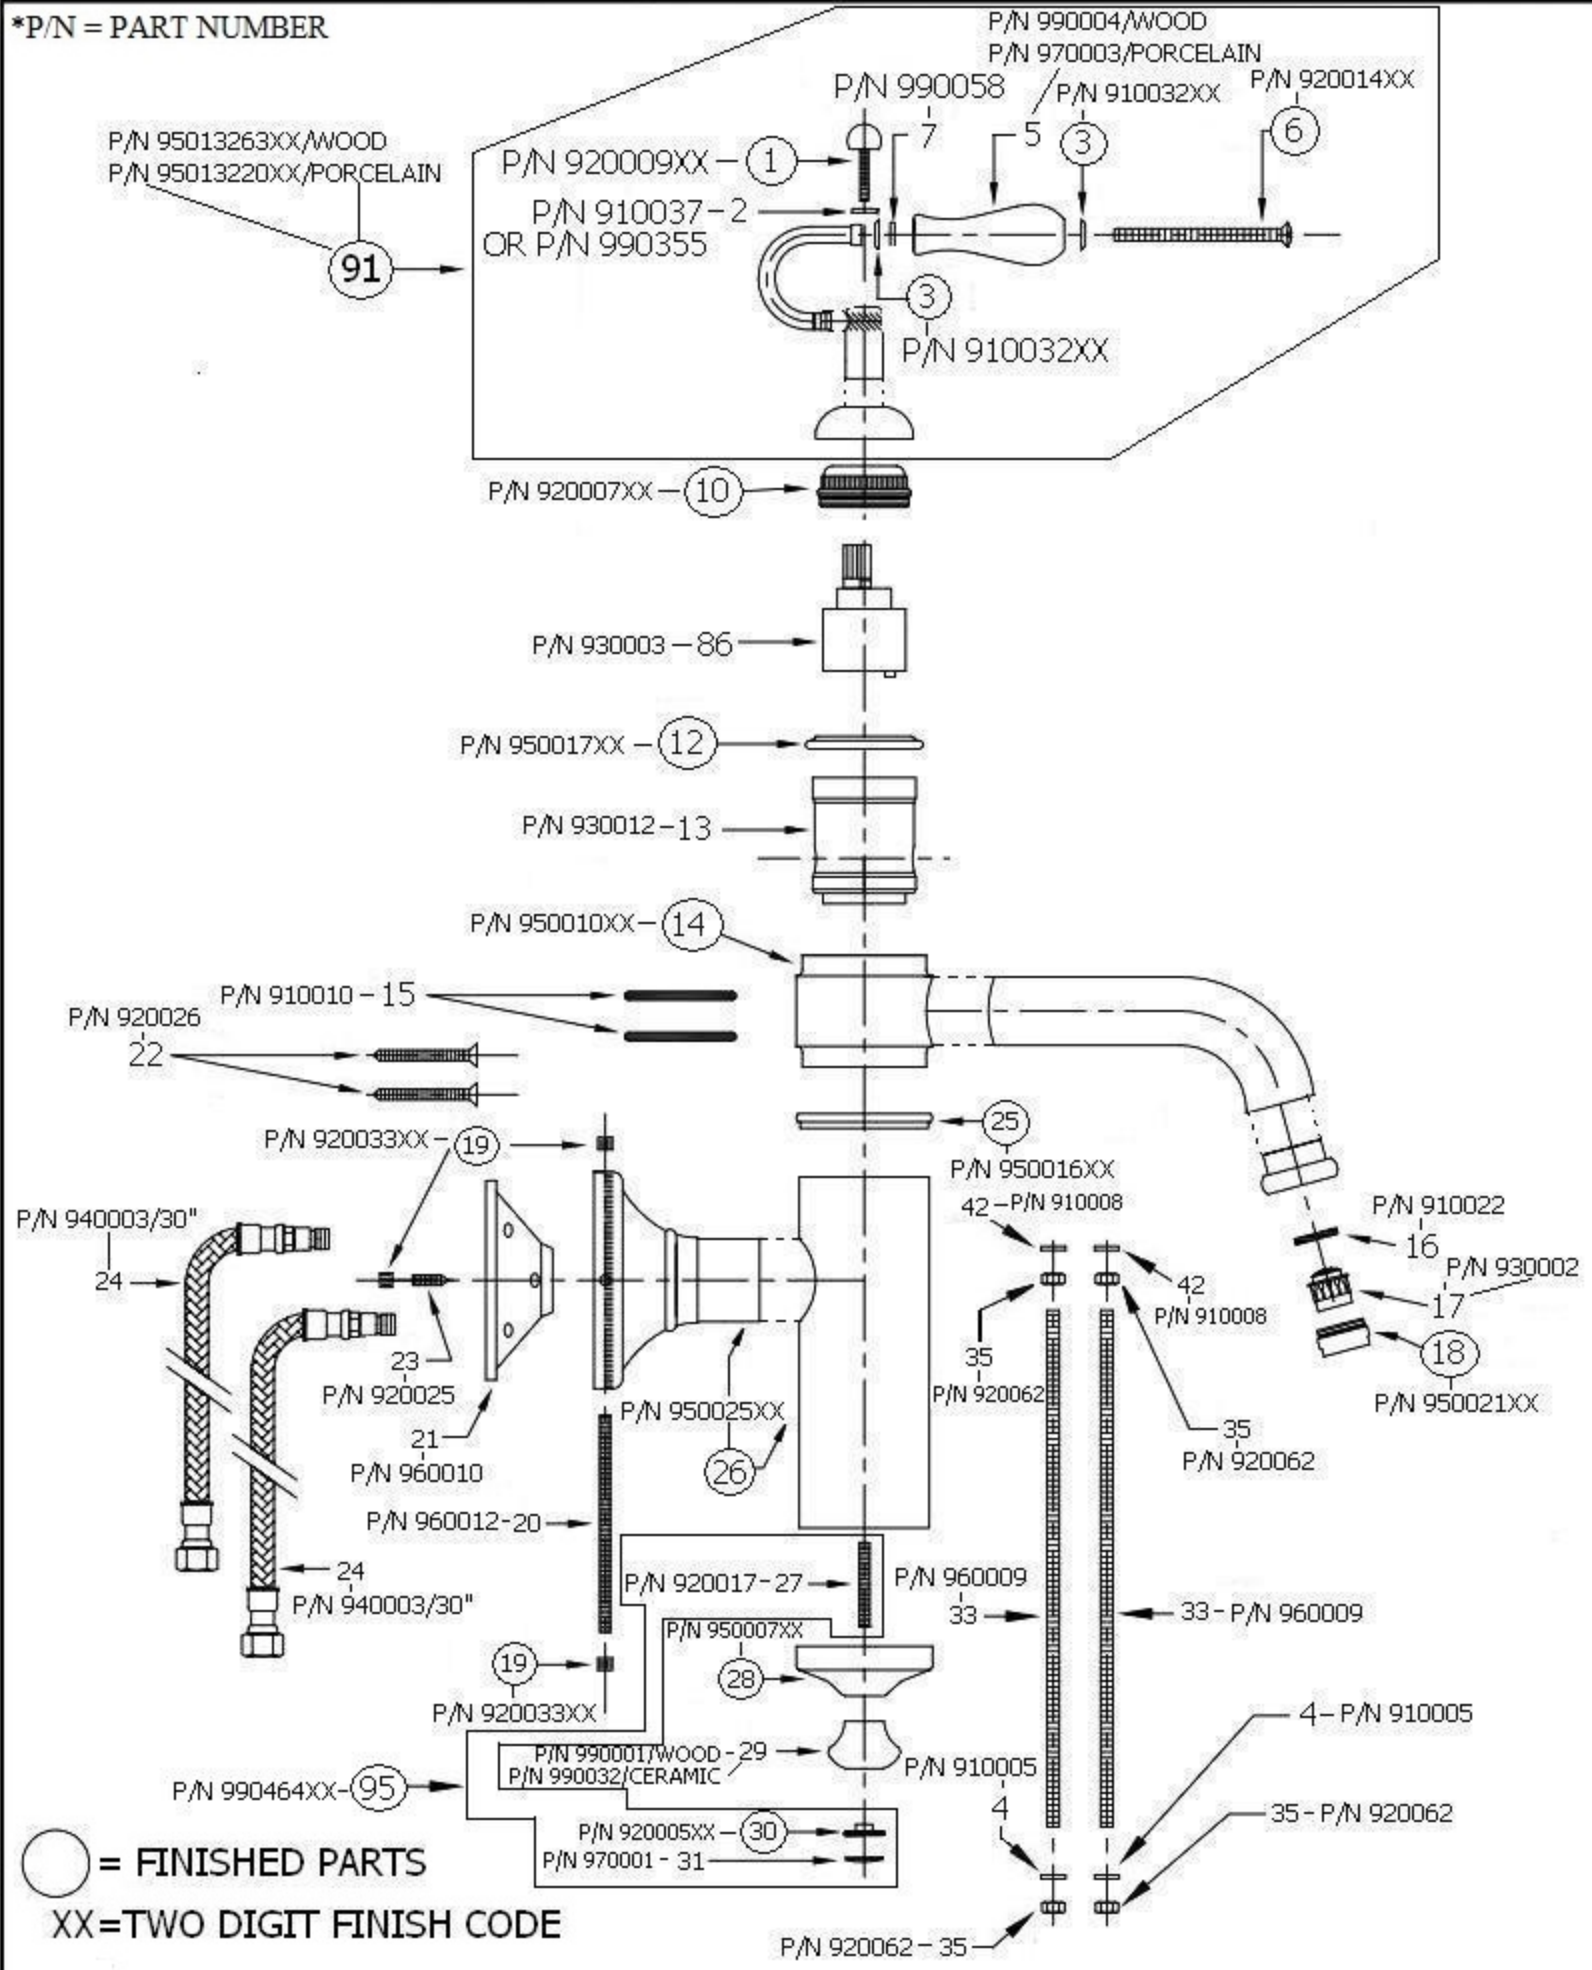 *P/N = PART NUMBER
P/N 990004/WOOD
P/N 970003/PORCELAIN
P/N 920014XX
6
P/N 910032XX
3
P/N 990058
7
5
P/N 95013263XX/WOOD
P/N 95013220XX/PORCELAIN
91
P/N 920009XX - 1
P/N 910037 - 2
OR P/N 990355
3
P/N 910032XX
P/N 920007XX - 10
P/N 930003 - 86
P/N 950017XX - 12
P/N 930012 - 13
P/N 950010XX - 14
P/N 910010 - 15
P/N 920026
22
P/N 920033XX - 19
25
P/N 950016XX
42 - P/N 910008
P/N 910022
16
P/N 940003/30"
24
42
P/N 910008
P/N 930002
17
18
P/N 950021XX
35
P/N 920062
23
P/N 920025
P/N 950025XX
26
35
P/N 920062
21
P/N 960010
P/N 960012-20
24
P/N 940003/30"
P/N 920017-27
P/N 960009
33
33 - P/N 960009
P/N 950007XX
28
19
P/N 920033XX
4 - P/N 910005
P/N 990001/WOOD - 29
P/N 990032/CERAMIC
P/N 910005
4
P/N 990464XX - 95
35 - P/N 920062
P/N 920005XX - 30
P/N 970001 - 31
= FINISHED PARTS
XX=TWO DIGIT FINISH CODE
P/N 920062 - 35